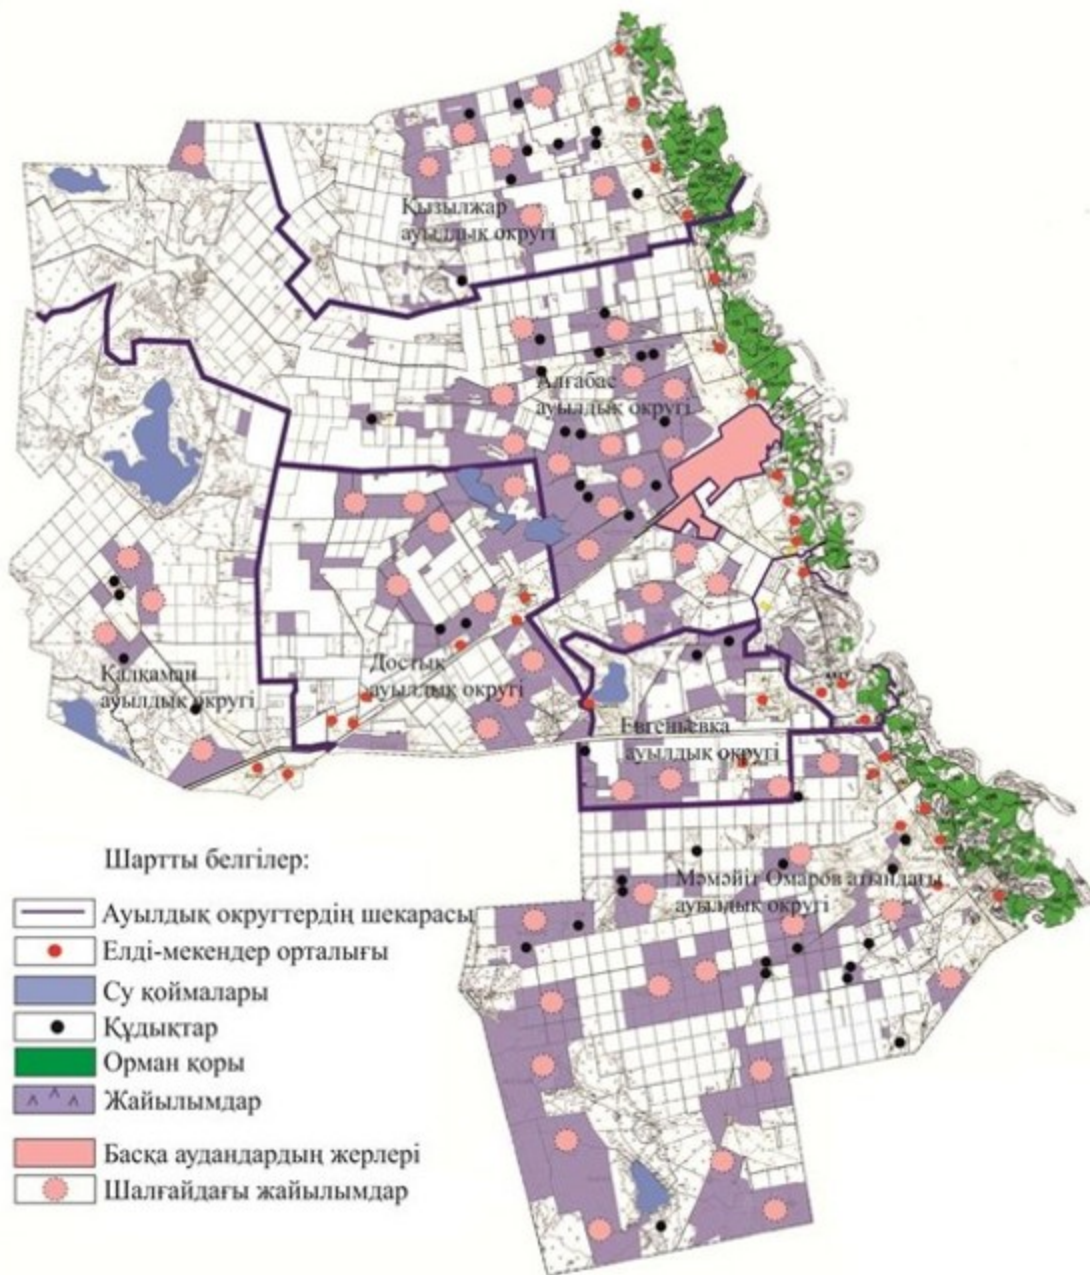 Қызылжар
ауылдық округі
Алғабас
ауылдық округі
Қалқаман
ауылдық округі
Достық
ауылдық округі
Евгеньевка
ауылдық округі
Мәмәйіт Омаров атындағы
ауылдық округі
Шартты белгілер:
Ауылдық округтердің шекарасы
Елді-мекендер орталығы
Су қоймалары
Құдықтар
Орман қоры
Жайылымдар
Басқа аудандардың жерлері
Шалғайдағы жайылымдар